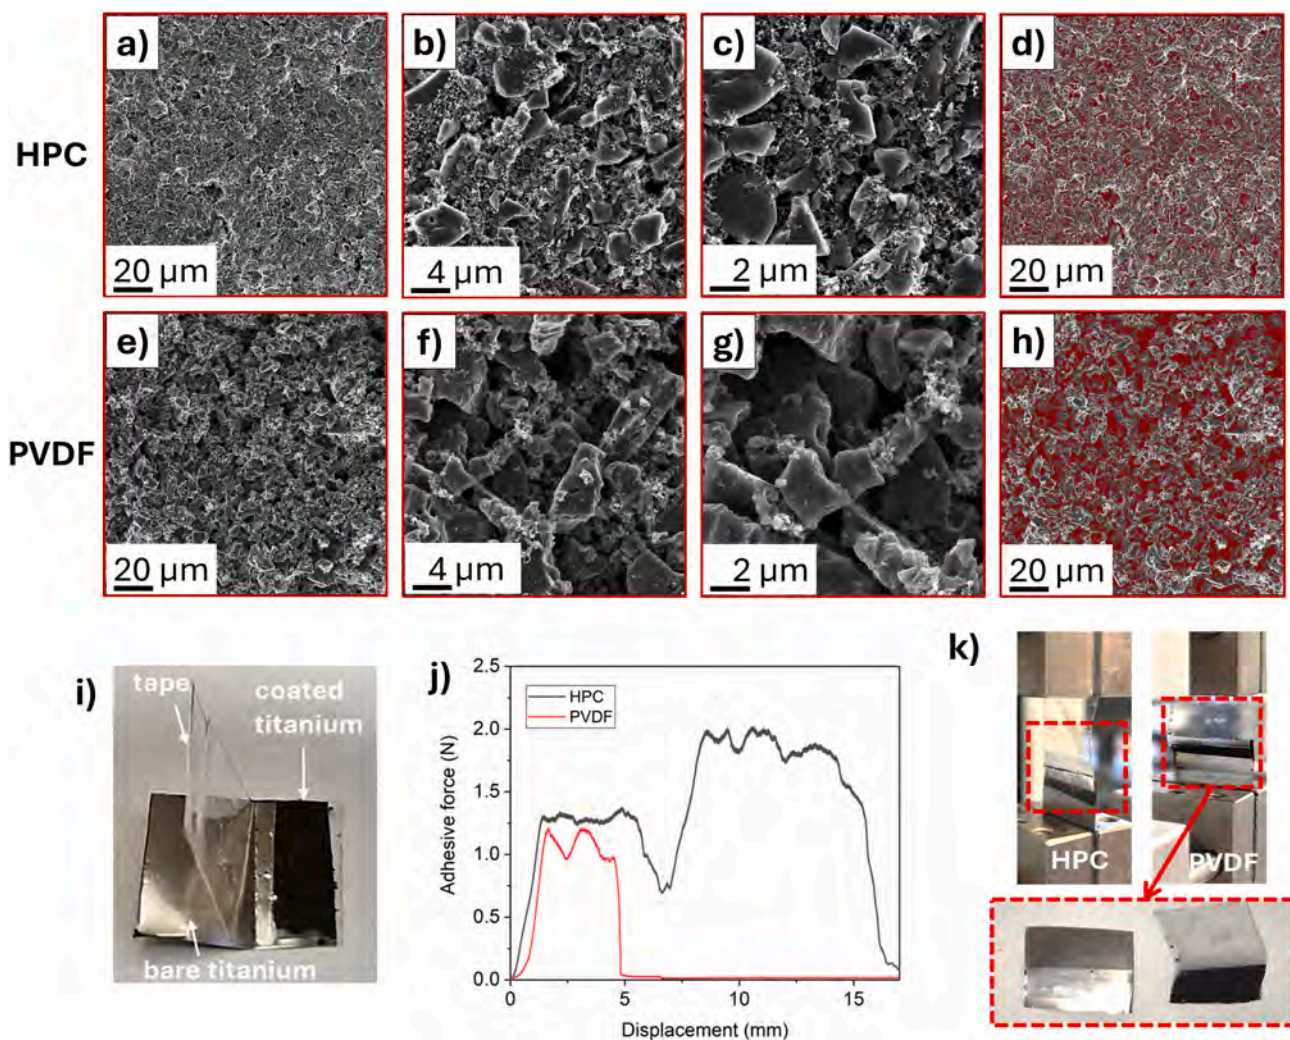 a)
b)
c)
d)
HPC
20 µm
4 µm
2 µm
20 µm
e)
f)
g)
h)
PVDF
20 µm
4 µm
2 µm
20 µm
i)
tape
coated
titanium
bare titanium
j)
2.5
2.0
1.5
1.0
0.5
0.0
Adhesive force (N)
HPC
PVDF
0
5
10
15
Displacement (mm)
k)
HPC
PVDF